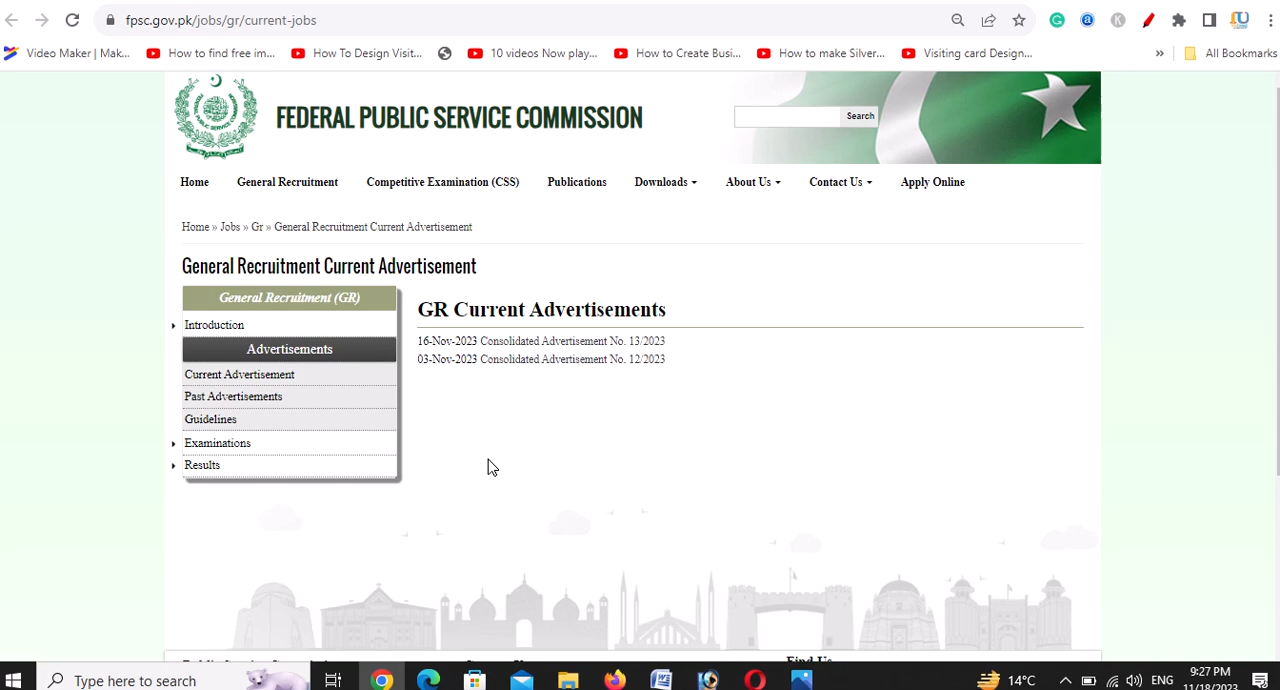 fpsc.gov.pk/jobs/gr/current-jobs
Video Maker | Mak...
How to find free im...
How To Design Visit...
10 videos Now play...
How to Create Busi...
How to make Silver...
Visiting card Design...
»
All Bookmarks
FEDERAL PUBLIC SERVICE COMMISSION
Search
Home
General Recruitment
Competitive Examination (CSS)
Publications
Downloads
About Us
Contact Us
Apply Online
Home » Jobs » Gr » General Recruitment Current Advertisement
General Recruitment Current Advertisement
General Recruitment (GR)
Introduction
Advertisements
Current Advertisement
Past Advertisements
Guidelines
Examinations
Results
GR Current Advertisements
16-Nov-2023 Consolidated Advertisement No. 13/2023
03-Nov-2023 Consolidated Advertisement No. 12/2023
Find Us
Type here to search
14°C
ENG
9:27 PM
11/18/2023